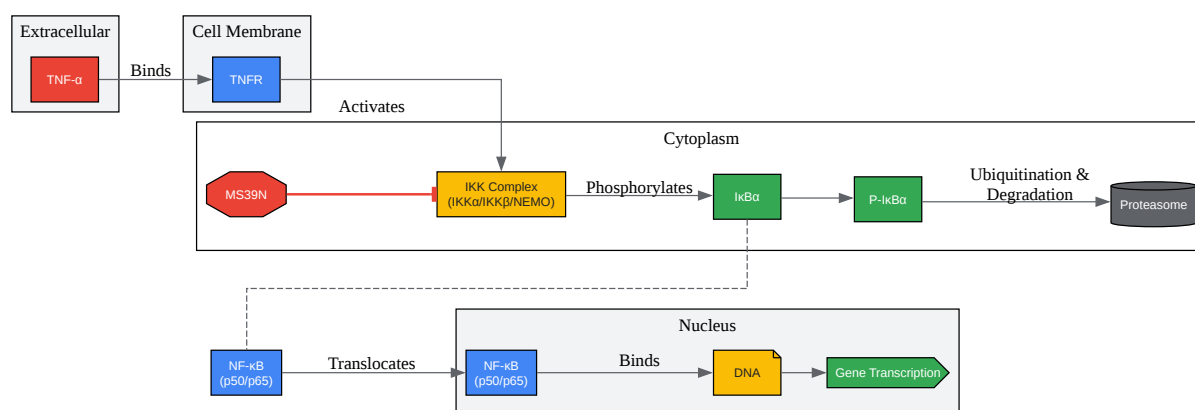 Extracellular
Cell Membrane
TNF-α
Binds
TNFR
Activates
Cytoplasm
MS39N
IKK Complex
(IKKα/IKKβ/NEMO)
Phosphorylates
IκBα
P-IκBα
Ubiquitination &
Degradation
Proteasome
Nucleus
NF-κB
(p50/p65)
Translocates
NF-κB
(p50/p65)
Binds
DNA
Gene Transcription